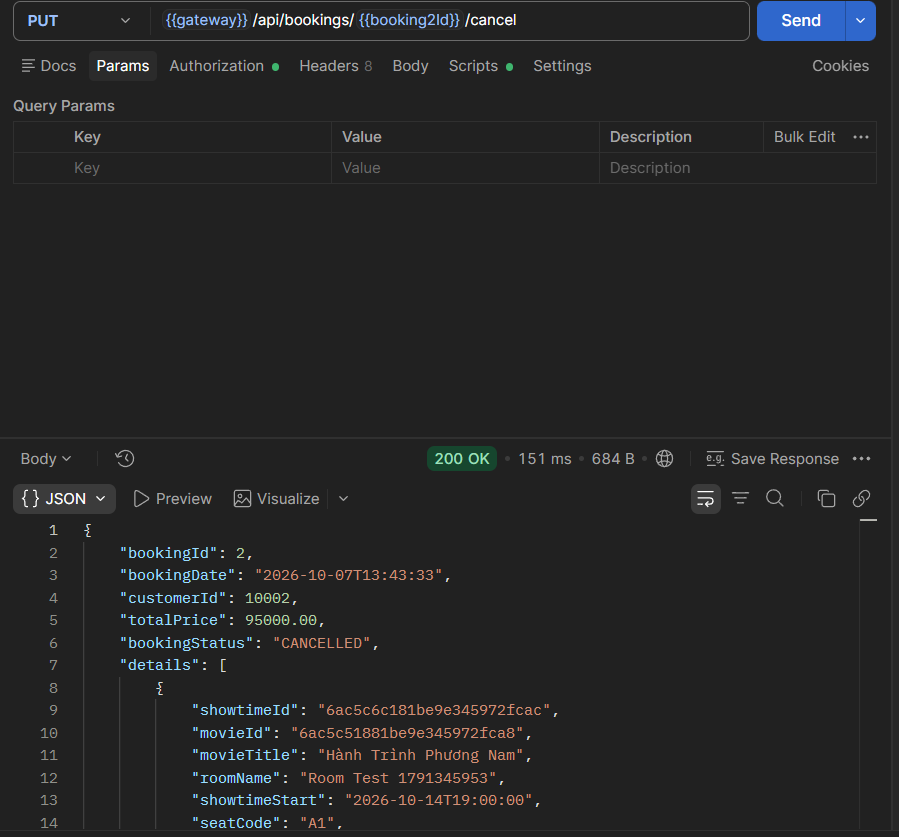 PUT {{gateway}} /api/bookings/ {{booking2Id}} /cancel Send
Docs Params Authorization Headers 8 Body Scripts Settings Cookies
Query Params
Key Value Description Bulk Edit
Key Value Description
Body 200 OK 151 ms 684 B e.g. Save Response
{} JSON Preview Visualize
1 {
2 "bookingId": 2,
3 "bookingDate": "2026-10-07T13:43:33",
4 "customerId": 10002,
5 "totalPrice": 95000.00,
6 "bookingStatus": "CANCELLED",
7 "details": [
8 {
9 "showtimeId": "6ac5c6c181be9e345972fcac",
10 "movieId": "6ac5c51881be9e345972fca8",
11 "movieTitle": "Hành Trình Phương Nam",
12 "roomName": "Room Test 1791345953",
13 "showtimeStart": "2026-10-14T19:00:00",
14 "seatCode": "A1",